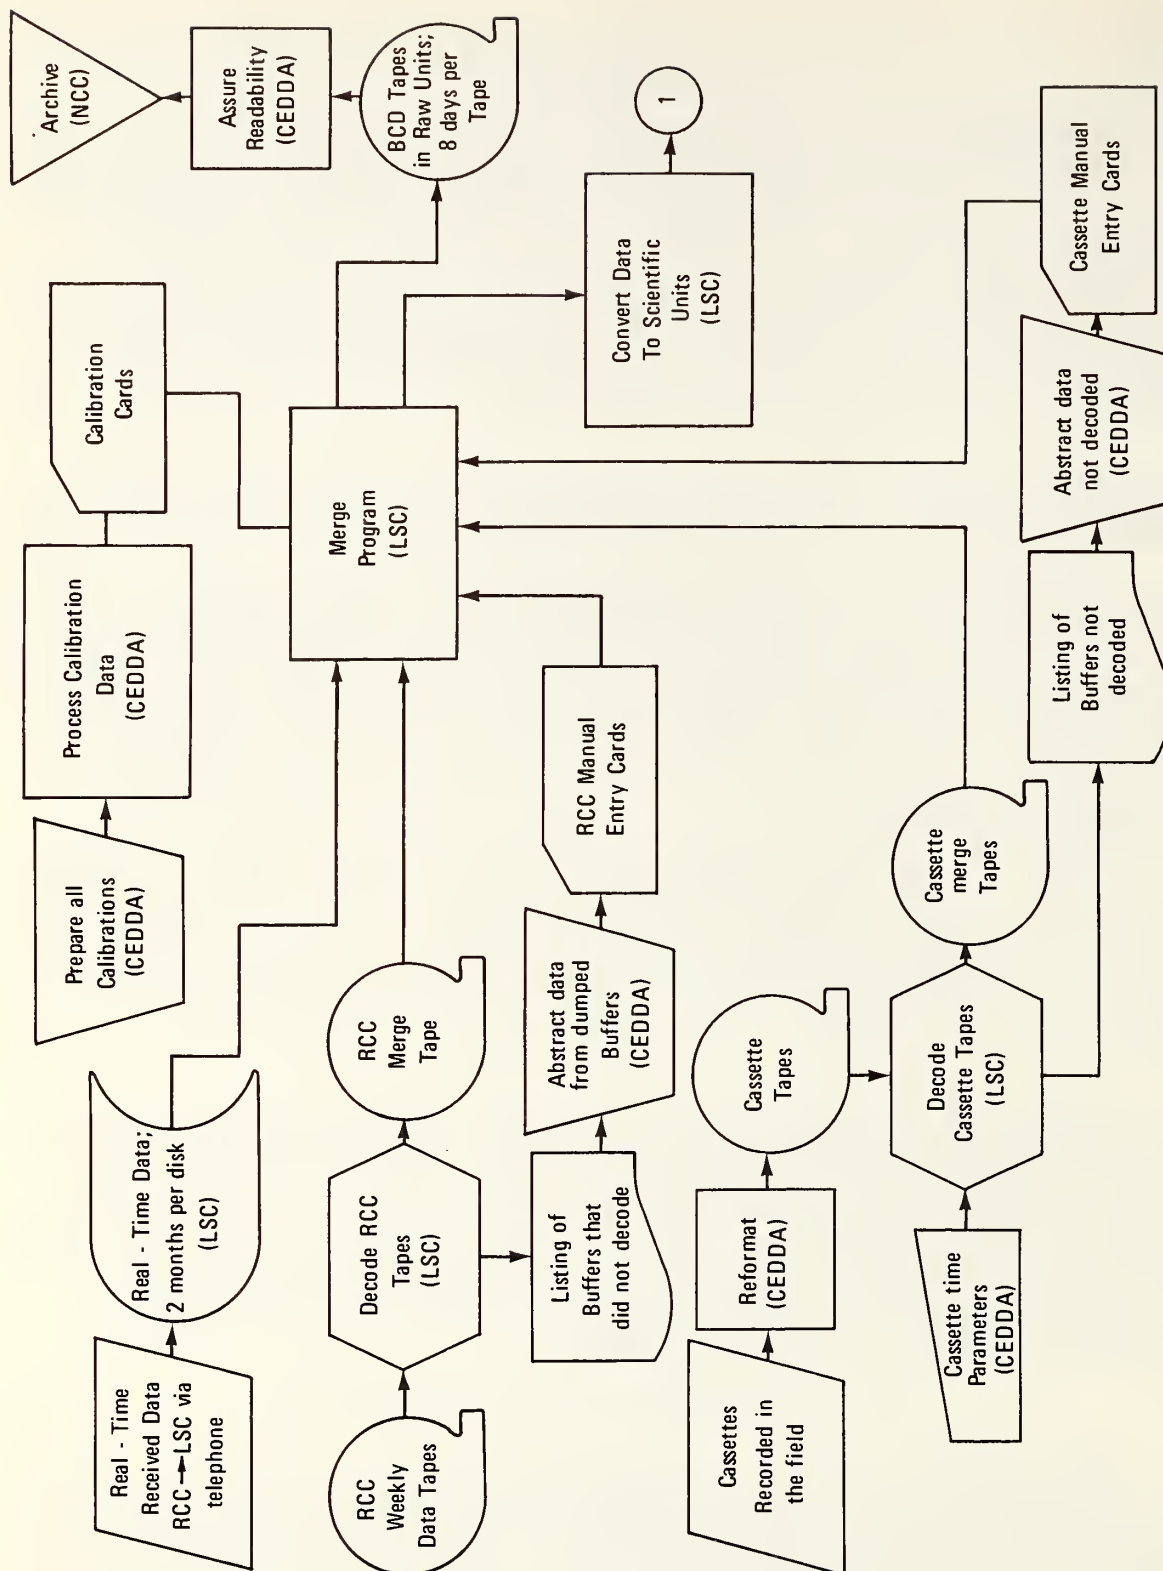 Real - Time
Received Data
RCC→LSC via
telephone
Real - Time Data;
2 months per disk
(LSC)
Prepare all
Calibrations
(CEDDA)
Process Calibration
Data
(CEDDA)
Calibration
Cards
Archive
(NCC)
Assure
Readability
(CEDDA)
BCD Tapes
in Raw Units;
8 days per
Tape
RCC
Weekly
Data Tapes
Decode RCC
Tapes
(LSC)
RCC
Merge
Tape
Merge
Program
(LSC)
Listing of
Buffers that
did not decode
Abstract data
from dumped
Buffers
(CEDDA)
RCC Manual
Entry Cards
Convert Data
To Scientific
Units
(LSC)
1
Cassettes
Recorded in
the field
Reformat
(CEDDA)
Cassette
Tapes
Cassette time
Parameters
(CEDDA)
Decode
Cassette Tapes
(LSC)
Cassette
merge
Tapes
Listing of
Buffers not
decoded
Abstract data
not decoded
(CEDDA)
Cassette Manual
Entry Cards